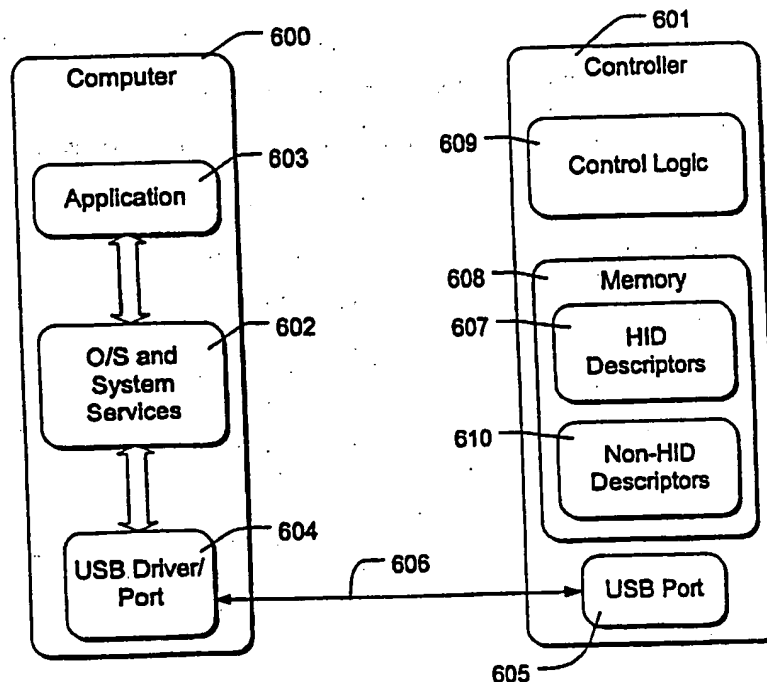 600
Computer
603
Application
602
O/S and
System
Services
604
USB Driver/
Port
606
601
Controller
609
Control Logic
608
Memory
607
HID
Descriptors
610
Non-HID
Descriptors
USB Port
605